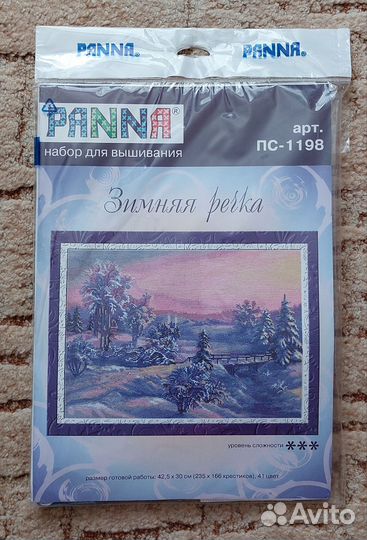 PANNA® PANNA®
PANNA®
набор для вышивания
арт.
ПС-1198
Зимняя речка
уровень сложности ***
размер готовой работы: 42,5 x 30 см (235 x 166 крестиков), 41 цвет
Avito